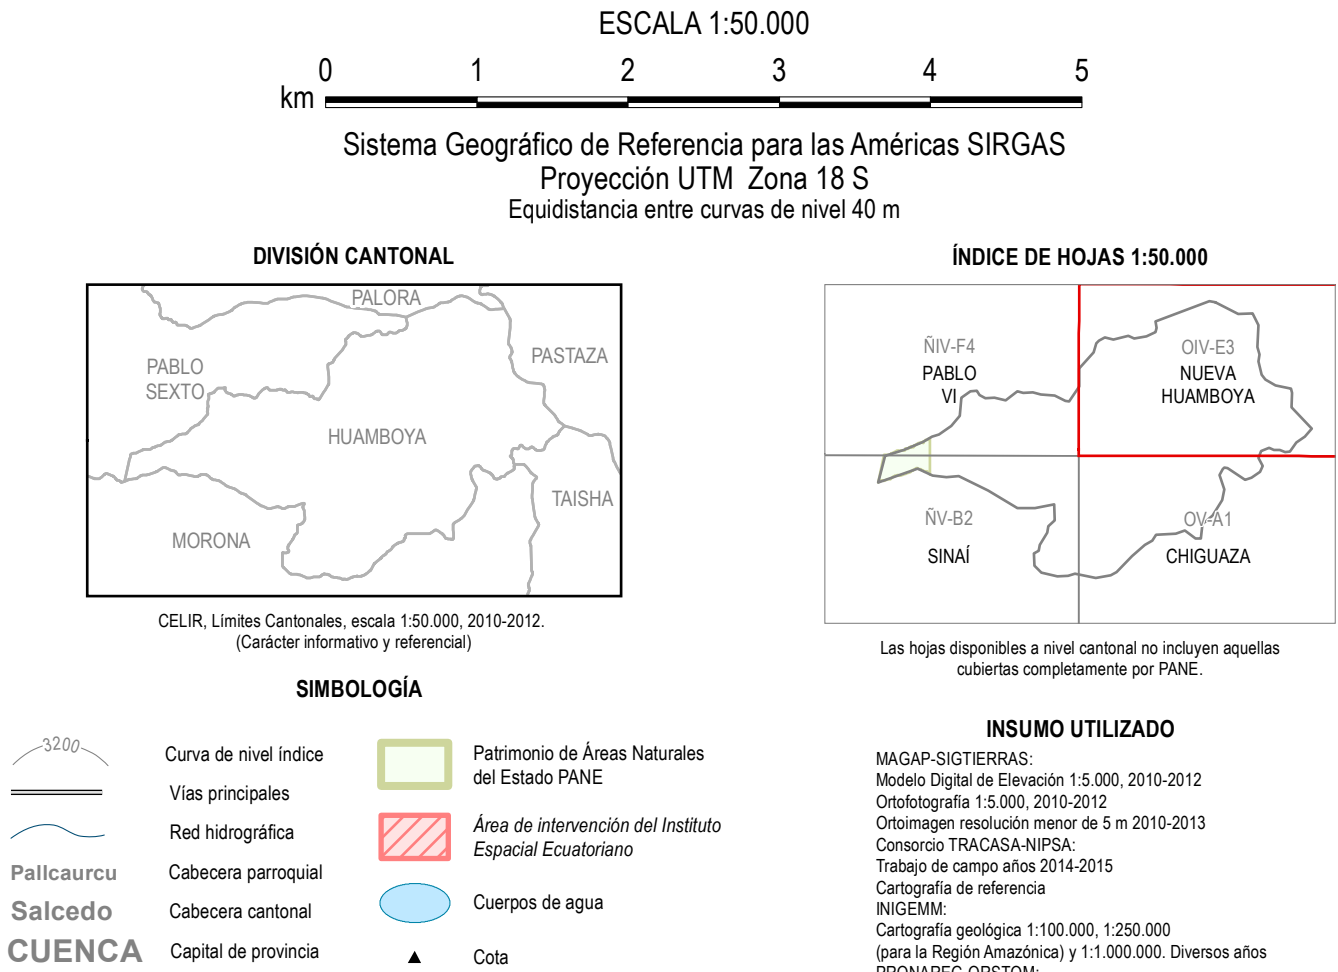 ESCALA 1:50.000
0 1 2 3 4 5
km
Sistema Geográfico de Referencia para las Américas SIRGAS
Proyección UTM Zona 18 S
Equidistancia entre curvas de nivel 40 m
DIVISIÓN CANTONAL
PALORA
PABLO
SEXTO
PASTAZA
HUAMBOYA
TAISHA
MORONA
CELIR, Límites Cantonales, escala 1:50.000, 2010-2012.
(Carácter informativo y referencial)
ÍNDICE DE HOJAS 1:50.000
ÑIV-F4
PABLO
VI
OIV-E3
NUEVA
HUAMBOYA
ÑV-B2
SINAÍ
OV-A1
CHIGUAZA
Las hojas disponibles a nivel cantonal no incluyen aquellas
cubiertas completamente por PANE.
SIMBOLOGÍA
3200
Curva de nivel índice
Vías principales
Red hidrográfica
Pallcaurcu
Cabecera parroquial
Salcedo
Cabecera cantonal
CUENCA
Capital de provincia
Patrimonio de Áreas Naturales
del Estado PANE
Área de intervención del Instituto
Espacial Ecuatoriano
Cuerpos de agua
Cota
INSUMO UTILIZADO
MAGAP-SIGTIERRAS:
Modelo Digital de Elevación 1:5.000, 2010-2012
Ortofotografía 1:5.000, 2010-2012
Ortoimagen resolución menor de 5 m 2010-2013
Consorcio TRACASA-NIPSA:
Trabajo de campo años 2014-2015
Cartografía de referencia
INIGEMM:
Cartografía geológica 1:100.000, 1:250.000
(para la Región Amazónica) y 1:1.000.000. Diversos años
PRONAREG-ORSTOM: